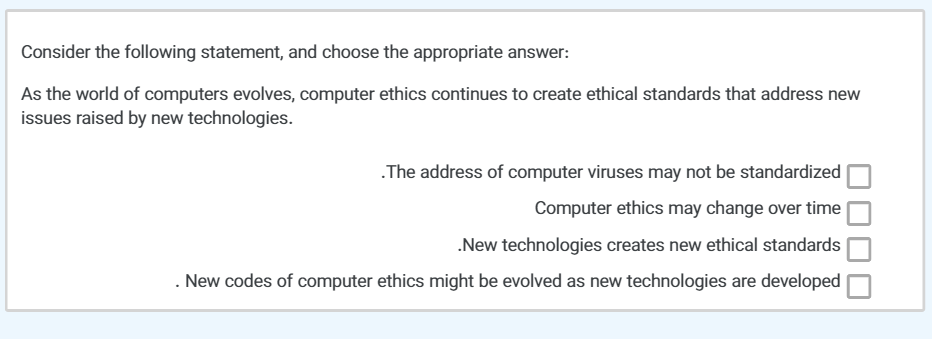 Consider the following statement, and choose the appropriate answer:
As the world of computers evolves, computer ethics continues to create ethical standards that address new
issues raised by new technologies.
.The address of computer viruses may not be standardized
Computer ethics may change over time
.New technologies creates new ethical standards
. New codes of computer ethics might be evolved as new technologies are developed